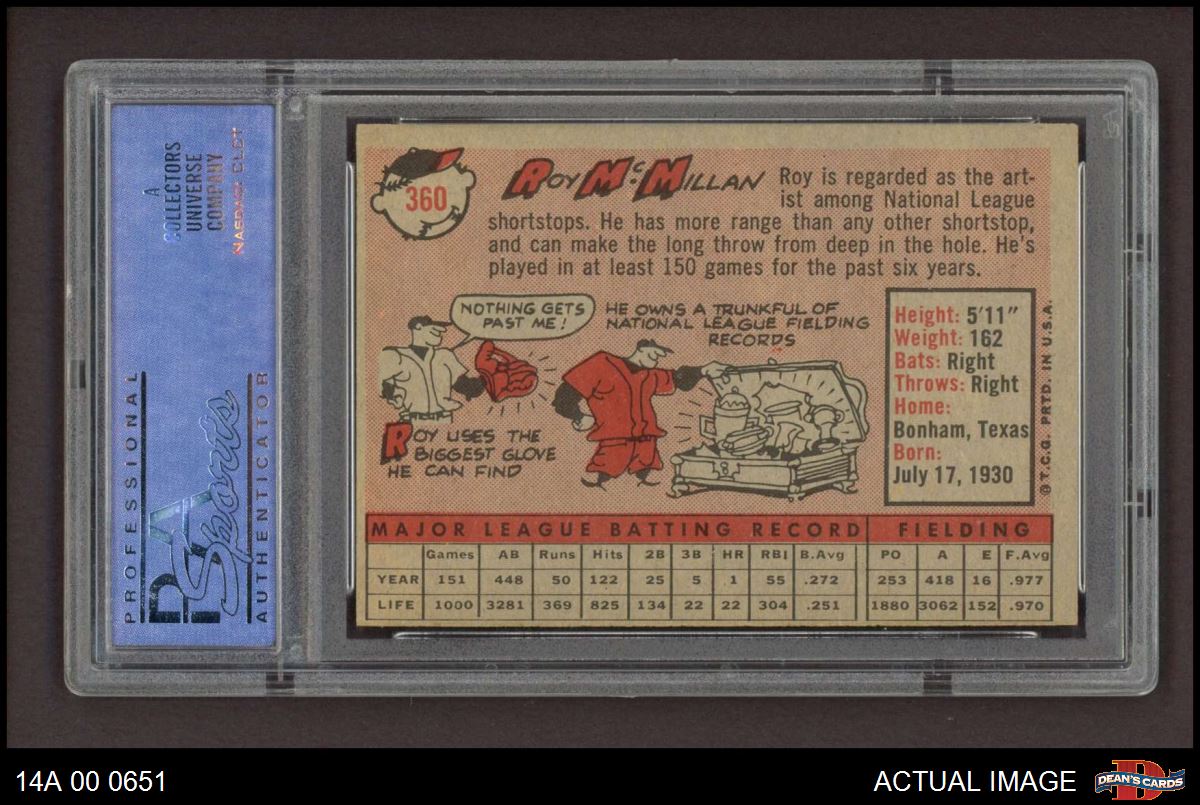 A
COLLECTORS
UNIVERSE
COMPANY
NASDAQ: CLCT
PROFESSIONAL
PSA
Sports
AUTHENTICATOR
360
ROY McMILLAN
Roy is regarded as the art-
ist among National League
shortstops. He has more range than any other shortstop,
and can make the long throw from deep in the hole. He's
played in at least 150 games for the past six years.
NOTHING GETS
PAST ME!
ROY USES THE
BIGGEST GLOVE
HE CAN FIND
HE OWNS A TRUNKFUL OF
NATIONAL LEAGUE FIELDING
RECORDS
Height: 5'11"
Weight: 162
Bats: Right
Throws: Right
Home:
Bonham, Texas
Born:
July 17, 1930
© T.C.G. PRTD. IN U.S.A.
MAJOR LEAGUE BATTING RECORD FIELDING
Games AB Runs Hits 2B 3B HR RBI B.Avg PO A E F.Avg
YEAR 151 448 50 122 25 5 1 55 .272 253 418 16 .977
LIFE 1000 3281 369 825 134 22 22 304 .251 1880 3062 152 .970
14A 00 0651
ACTUAL IMAGE
DEAN'S CARDS